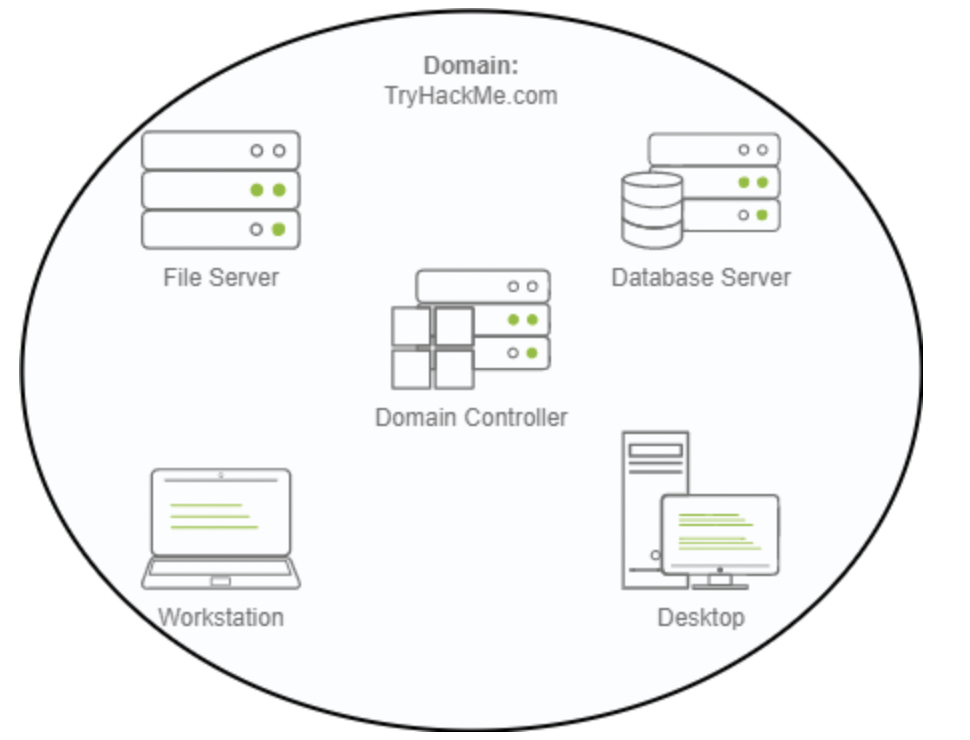 Domain:
TryHackMe.com
File Server
Database Server
Domain Controller
Workstation
Desktop